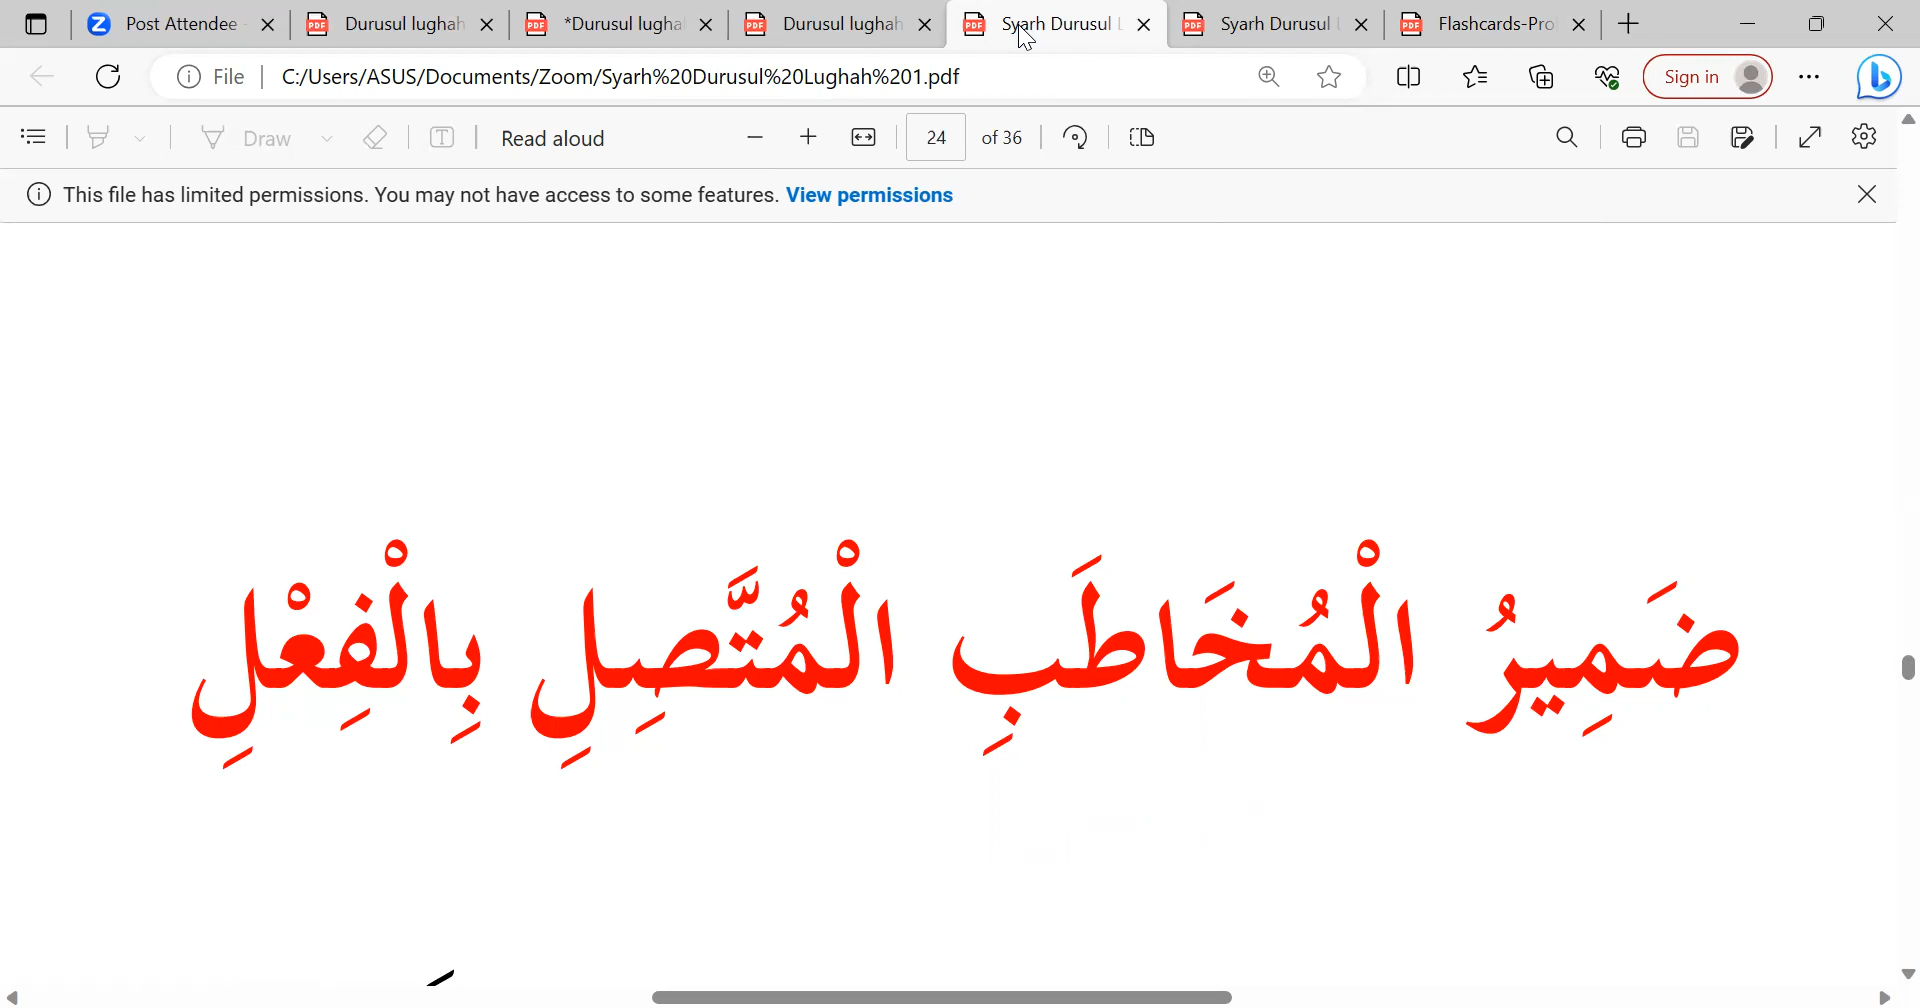 Post Attendee -
Durusul lughah
*Durusul lugha
Durusul lughah
Syarh Durusul L
Syarh Durusul L
Flashcards-Pro
File
C:/Users/ASUS/Documents/Zoom/Syarh%20Durusul%20Lughah%201.pdf
Sign in
Draw
Read aloud
24
of 36
This file has limited permissions. You may not have access to some features. View permissions
ضَمِيرُ الْمُخَاطَبِ الْمُتَّصِلِ بِالْفِعْلِ